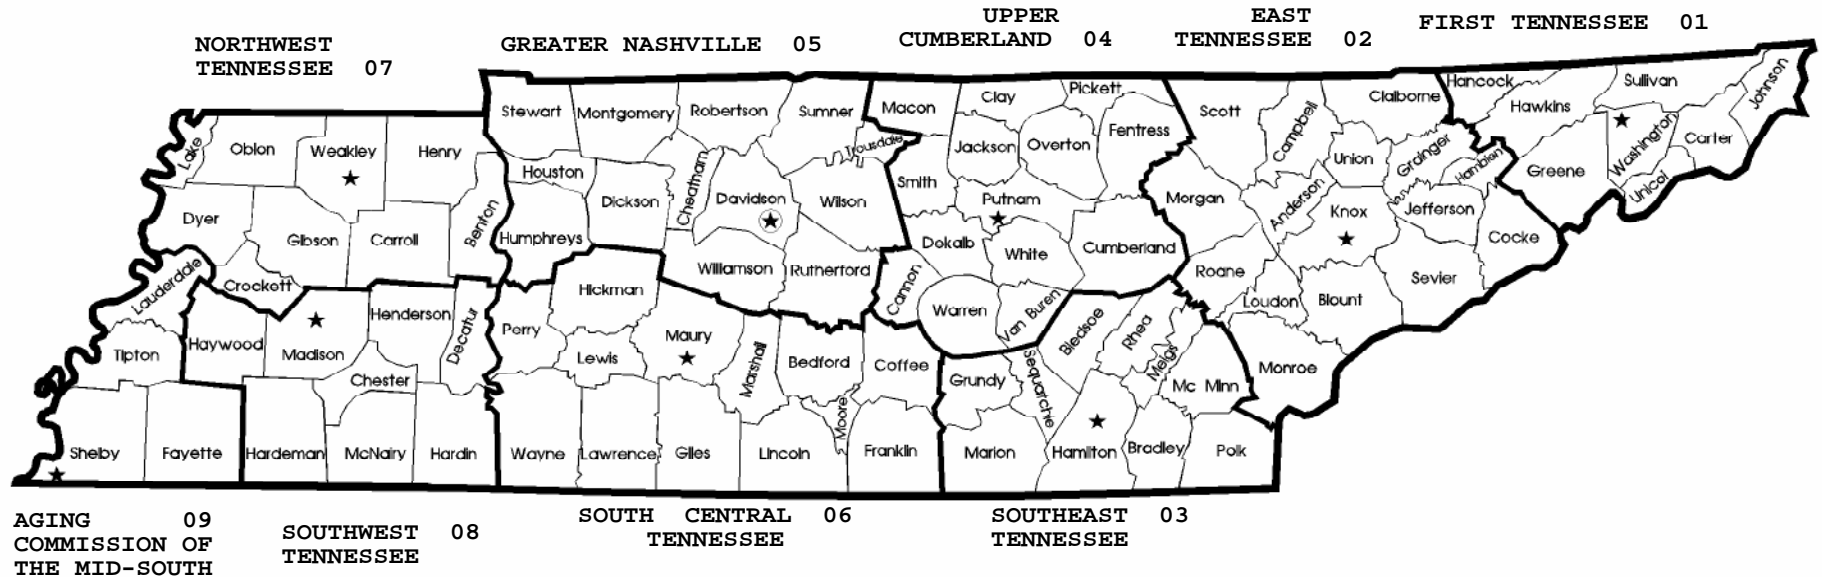 NORTHWEST
TENNESSEE 07
GREATER NASHVILLE 05
UPPER
CUMBERLAND 04
EAST
TENNESSEE 02
FIRST TENNESSEE 01
Lake
Obion
Weakley
Henry
Dyer
Gibson
Carroll
Benton
Lauderdale
Crockett
Tipton
Haywood
Madison
Henderson
Decatur
Chester
Shelby
Fayette
Hardeman
McNairy
Hardin
Stewart
Montgomery
Robertson
Sumner
Trousdale
Houston
Dickson
Cheatham
Davidson
Wilson
Humphreys
Williamson
Rutherford
Hickman
Perry
Lewis
Maury
Marshall
Bedford
Coffee
Moore
Wayne
Lawrence
Giles
Lincoln
Franklin
Macon
Clay
Pickett
Jackson
Overton
Fentress
Smith
Putnam
Dekalb
White
Cumberland
Cannon
Warren
Van Buren
Grundy
Sequarchie
Bledsoe
Rhea
Meigs
Mc Minn
Marion
Hamilton
Bradley
Polk
Scott
Campbell
Claiborne
Union
Grainger
Hamblen
Morgan
Anderson
Knox
Jefferson
Cocke
Roane
Loudon
Blount
Sevier
Monroe
Hancock
Hawkins
Sullivan
Johnson
Washington
Carter
Greene
Unicoi
AGING 09
COMMISSION OF
THE MID-SOUTH
SOUTHWEST 08
TENNESSEE
SOUTH CENTRAL 06
TENNESSEE
SOUTHEAST 03
TENNESSEE